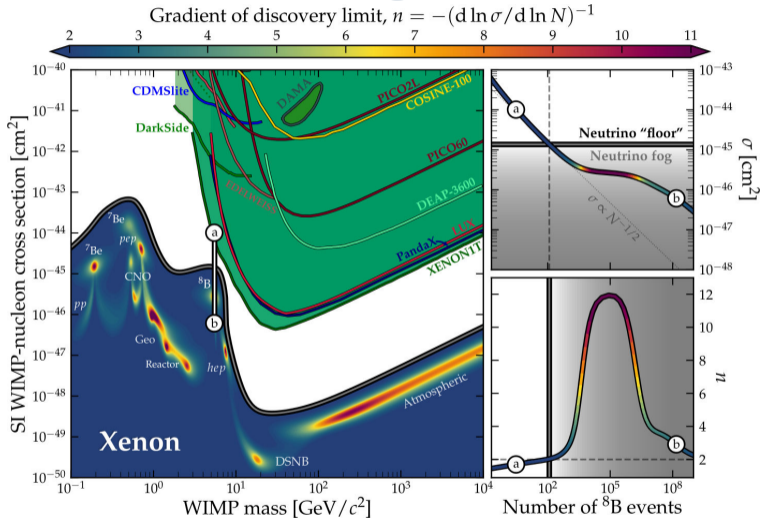 Gradient of discovery limit, n = −(d ln σ/d ln N)⁻¹
2 3 4 5 6 7 8 9 10 11
SI WIMP-nucleon cross section [cm²]
10⁻⁴⁰
10⁻⁴¹
10⁻⁴²
10⁻⁴³
10⁻⁴⁴
10⁻⁴⁵
10⁻⁴⁶
10⁻⁴⁷
10⁻⁴⁸
10⁻⁴⁹
10⁻⁵⁰
CDMSlite
DarkSide
DAMA
PICO2L
COSINE-100
PICO60
EDELWEISS
DEAP-3600
LUX
PandaX
XENON1T
a
b
⁷Be
pep
⁷Be
CNO
⁸B
pp
Geo
Reactor
hep
Atmospheric
DSNB
Xenon
10⁻¹ 10⁰ 10¹ 10² 10³ 10⁴
WIMP mass [GeV/c²]
10⁻⁴³
10⁻⁴⁴
10⁻⁴⁵
10⁻⁴⁶
10⁻⁴⁷
10⁻⁴⁸
σ [cm²]
a
Neutrino “floor”
Neutrino fog
b
σ ∝ N⁻¹/²
12
10
8
6
4
2
n
a
b
10² 10⁵ 10⁸
Number of ⁸B events